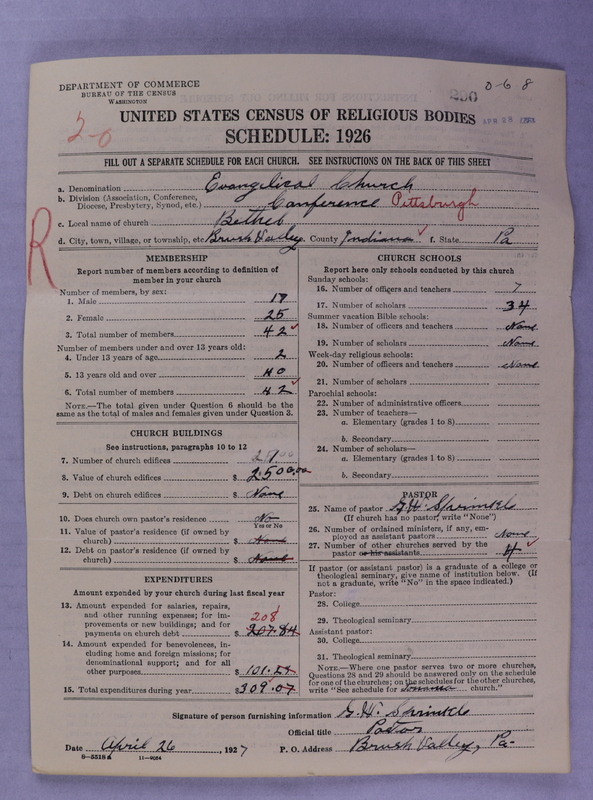 DEPARTMENT OF COMMERCE
BUREAU OF THE CENSUS
WASHINGTON
290
0-6 8
APR 28 1927
2-0
UNITED STATES CENSUS OF RELIGIOUS BODIES
SCHEDULE: 1926
FILL OUT A SEPARATE SCHEDULE FOR EACH CHURCH. SEE INSTRUCTIONS ON THE BACK OF THIS SHEET
a. Denomination Evangelical Church
b. Division (Association, Conference, Diocese, Presbytery, Synod, etc.) Conference Pittsburgh
c. Local name of church Bethel
d. City, town, village, or township, etc. Brush Valley County Indiana f. State Pa
R
MEMBERSHIP
Report number of members according to definition of
member in your church
Number of members, by sex:
1. Male 17
2. Female 25
3. Total number of members 42
Number of members under and over 13 years old:
4. Under 13 years of age 2
5. 13 years old and over 40
6. Total number of members 42
NOTE.—The total given under Question 6 should be the
same as the total of males and females given under Question 3.
CHURCH BUILDINGS
See instructions, paragraphs 10 to 12
7. Number of church edifices
8. Value of church edifices $ 2500.00
9. Debt on church edifices $ None
10. Does church own pastor's residence No
Yes or No
11. Value of pastor's residence (if owned by
church) $ None
12. Debt on pastor's residence (if owned by
church) $ None
EXPENDITURES
Amount expended by your church during last fiscal year
13. Amount expended for salaries, repairs,
and other running expenses; for im-
provements or new buildings; and for
payments on church debt $ 207.84
208
14. Amount expended for benevolences, in-
cluding home and foreign missions; for
denominational support; and for all
other purposes $
15. Total expenditures during year $ 309.07
CHURCH SCHOOLS
Report here only schools conducted by this church
Sunday schools:
16. Number of officers and teachers 7
17. Number of scholars 34
Summer vacation Bible schools:
18. Number of officers and teachers None
19. Number of scholars None
Week-day religious schools:
20. Number of officers and teachers None
21. Number of scholars
Parochial schools:
22. Number of administrative officers
23. Number of teachers—
a. Elementary (grades 1 to 8)
b. Secondary
24. Number of scholars—
a. Elementary (grades 1 to 8)
b. Secondary
PASTOR
25. Name of pastor G. W. Sprinkle
(If church has no pastor, write "None")
26. Number of ordained ministers, if any, em-
ployed as assistant pastors None
27. Number of other churches served by the
pastor or his assistants 4
If pastor (or assistant pastor) is a graduate of a college or
theological seminary, give name of institution below. (If
not a graduate, write "No" in the space indicated.)
Pastor:
28. College
29. Theological seminary
Assistant pastor:
30. College
31. Theological seminary
NOTE.—Where one pastor serves two or more churches,
Questions 28 and 29 should be answered only on the schedule
for one of the churches; on the schedules for the other churches,
write "See schedule for church."
Signature of person furnishing information G. W. Sprinkle
Official title Pastor
Date April 26, 1927 P. O. Address Brush Valley, Pa.
8—5518a 11—9034